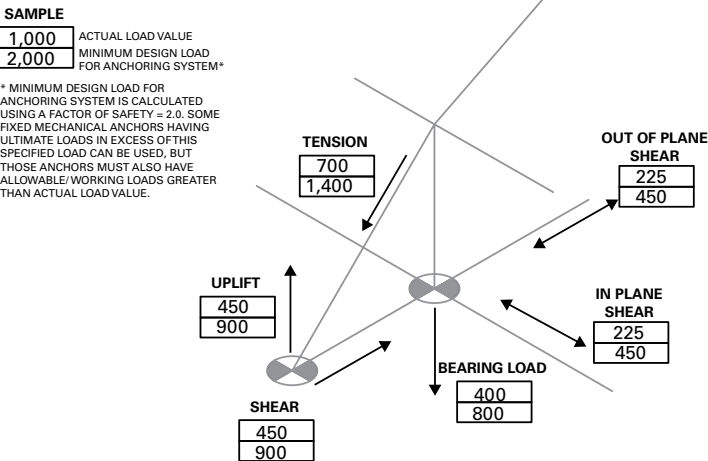 SAMPLE
1,000 ACTUAL LOAD VALUE
2,000 MINIMUM DESIGN LOAD
FOR ANCHORING SYSTEM*
* MINIMUM DESIGN LOAD FOR
ANCHORING SYSTEM IS CALCULATED
USING A FACTOR OF SAFETY = 2.0. SOME
FIXED MECHANICAL ANCHORS HAVING
ULTIMATE LOADS IN EXCESS OF THIS
SPECIFIED LOAD CAN BE USED, BUT
THOSE ANCHORS MUST ALSO HAVE
ALLOWABLE/WORKING LOADS GREATER
THAN ACTUAL LOAD VALUE.
TENSION
700
1,400
OUT OF PLANE
SHEAR
225
450
UPLIFT
450
900
IN PLANE
SHEAR
225
450
BEARING LOAD
400
800
SHEAR
450
900